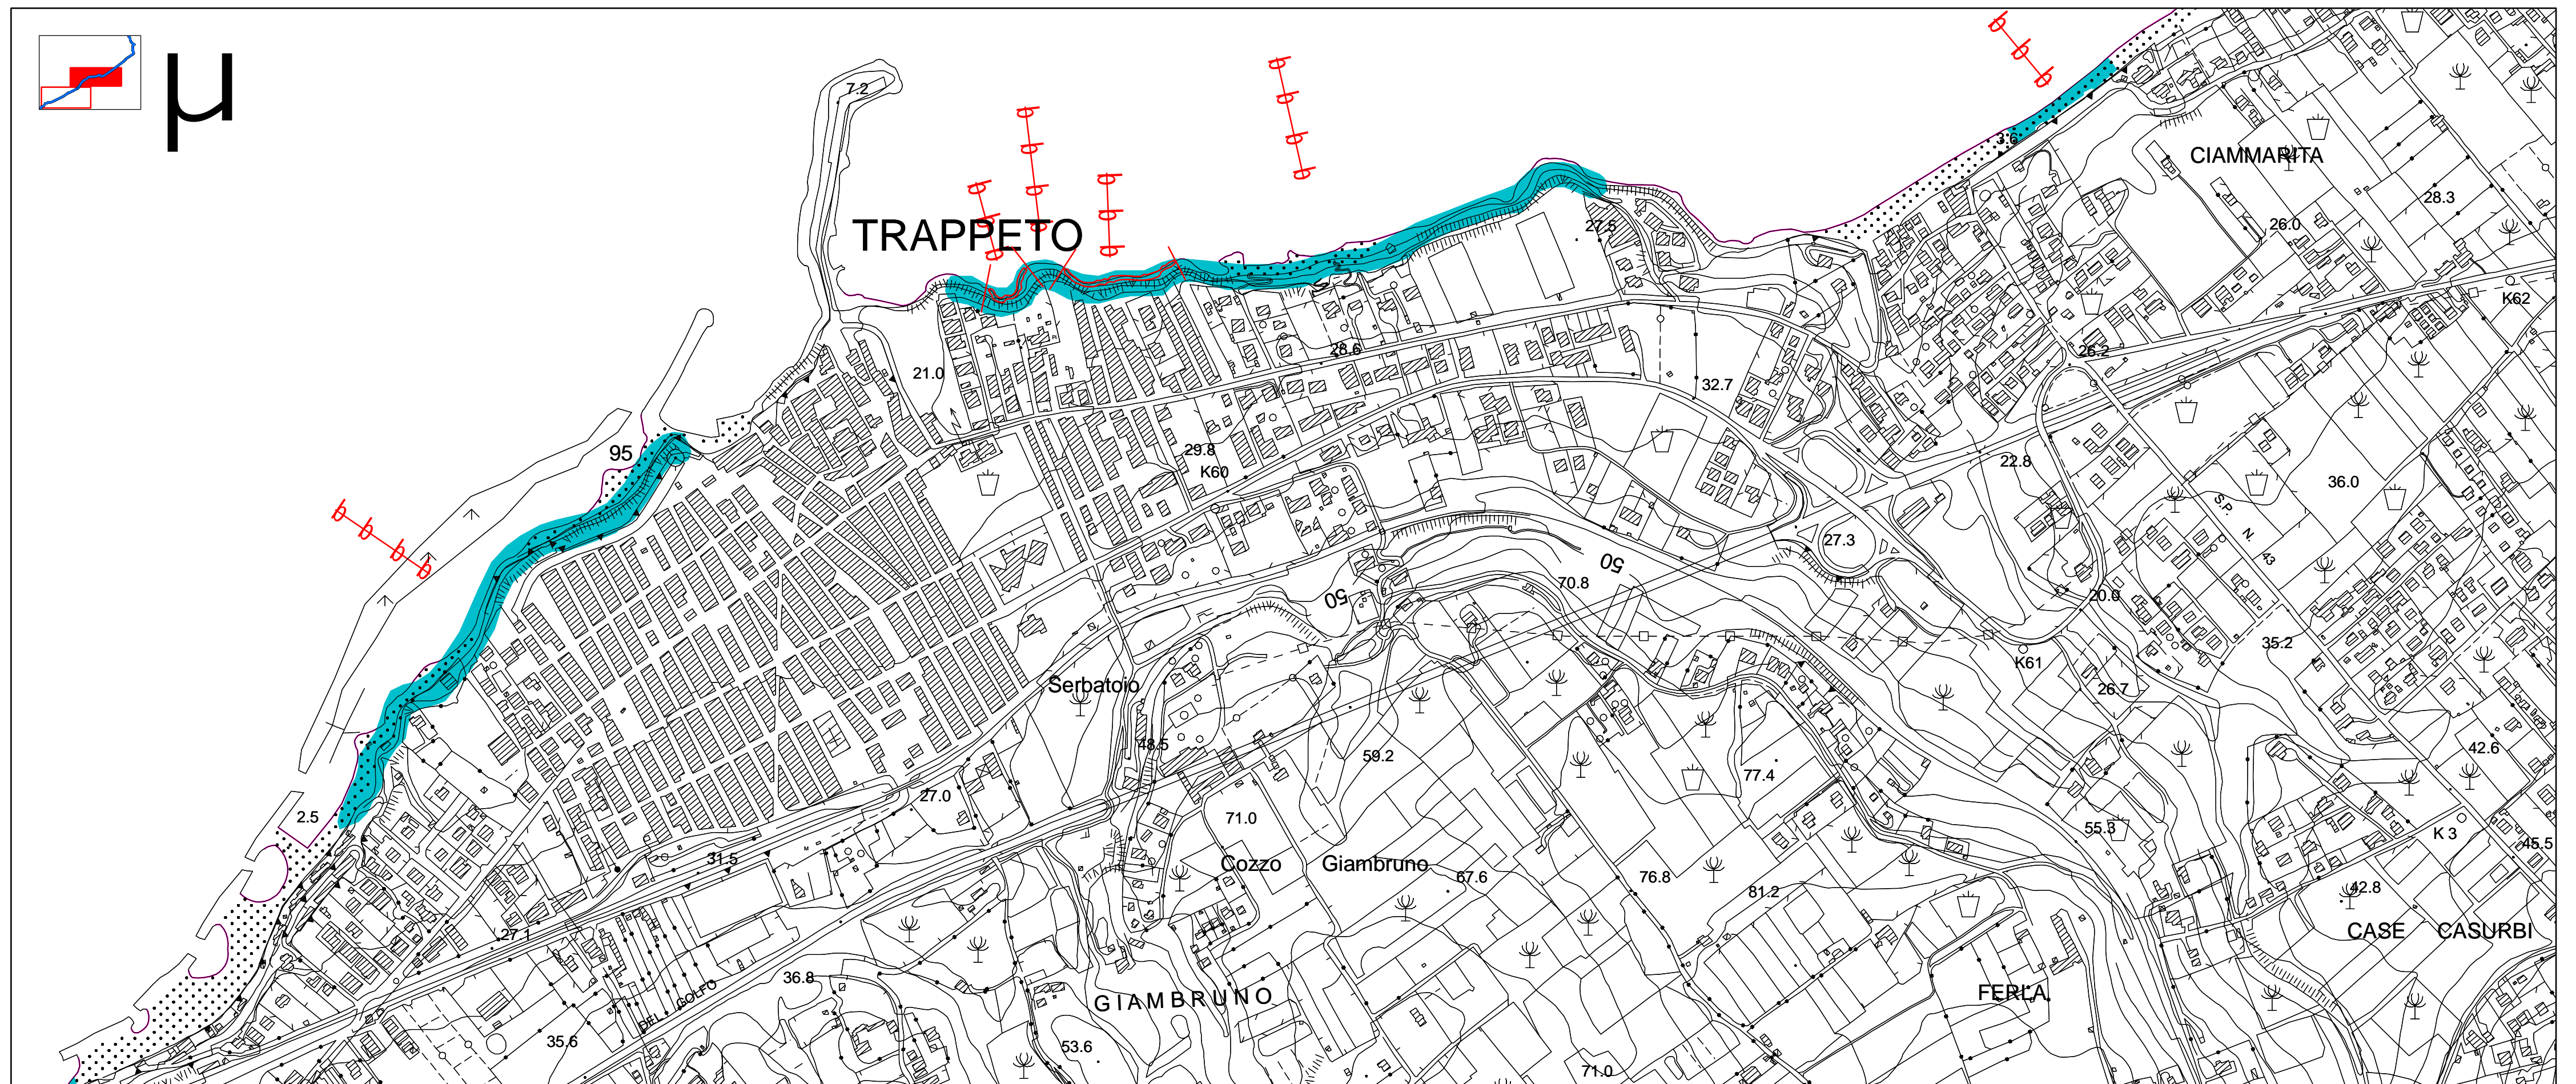 µ
7.2
b b b b
b b b b
b b b b
b b b b
b b b
3.6
CIAMMARITA
28.3
26.0
27.5
TRAPPETO
K62
28.6
26.2
21.0
32.7
29.8
K60
95
22.8
36.0
S.P. N. 43
b b b b
27.3
50
50
70.8
20.0
35.2
K61
26.7
Serbatoio
48.5
59.2
42.6
77.4
27.0
2.5
71.0
55.3
K 3
45.5
31.5
Cozzo Giambruno
67.6
76.8
81.2
42.8
27.1
CASE CASURBI
36.8
DEL GOLFO
GIAMBRUNO
FERLA
35.6
53.6
71.0